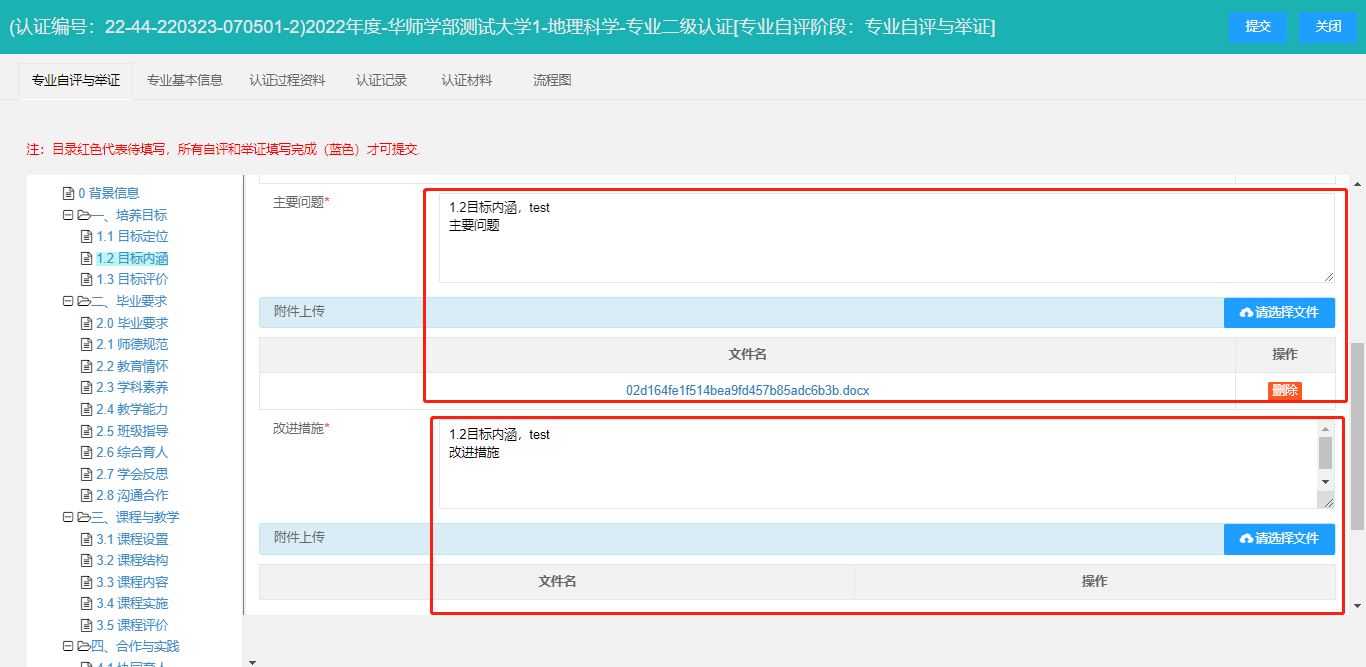 (认证编号：22-44-220323-070501-2)2022年度-华师学部测试大学1-地理科学-专业二级认证[专业自评阶段：专业自评与举证]
提交
关闭
专业自评与举证
专业基本信息
认证过程资料
认证记录
认证材料
流程图
注：目录红色代表待填写，所有自评和举证填写完成（蓝色）才可提交.
0 背景信息
一、培养目标
1.1 目标定位
1.2 目标内涵
1.3 目标评价
二、毕业要求
2.0 毕业要求
2.1 师德规范
2.2 教育情怀
2.3 学科素养
2.4 教学能力
2.5 班级指导
2.6 综合育人
2.7 学会反思
2.8 沟通合作
三、课程与教学
3.1 课程设置
3.2 课程结构
3.3 课程内容
3.4 课程实施
3.5 课程评价
四、合作与实践
4.1 协同育人
主要问题*
1.2目标内涵，test
主要问题
附件上传
请选择文件
文件名
操作
02d164fe1f514bea9fd457b85adc6b3b.docx
删除
改进措施*
1.2目标内涵，test
改进措施
附件上传
请选择文件
文件名
操作